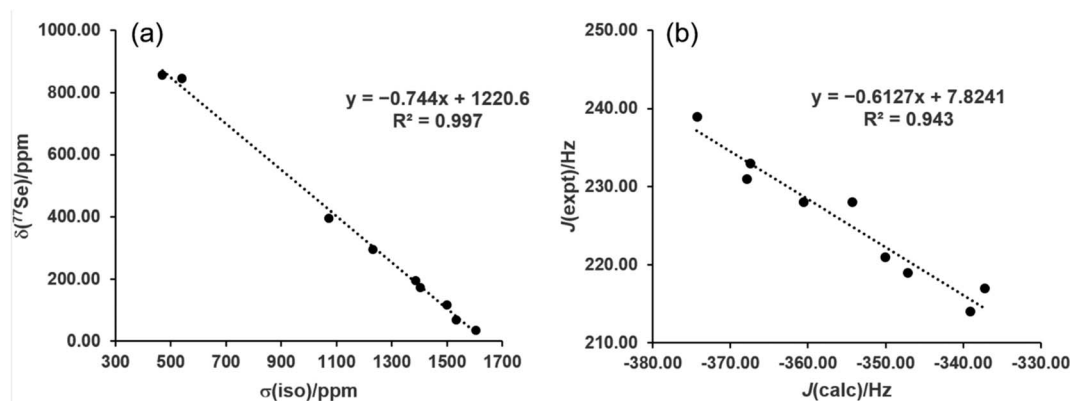 (a)
y = −0.744x + 1220.6
R² = 0.997
1000.00
800.00
600.00
400.00
200.00
0.00
δ(⁷⁷Se)/ppm
300 500 700 900 1100 1300 1500 1700
σ(iso)/ppm
(b)
y = −0.6127x + 7.8241
R² = 0.943
250.00
240.00
230.00
220.00
210.00
J(expt)/Hz
-380.00 -370.00 -360.00 -350.00 -340.00 -330.00
J(calc)/Hz